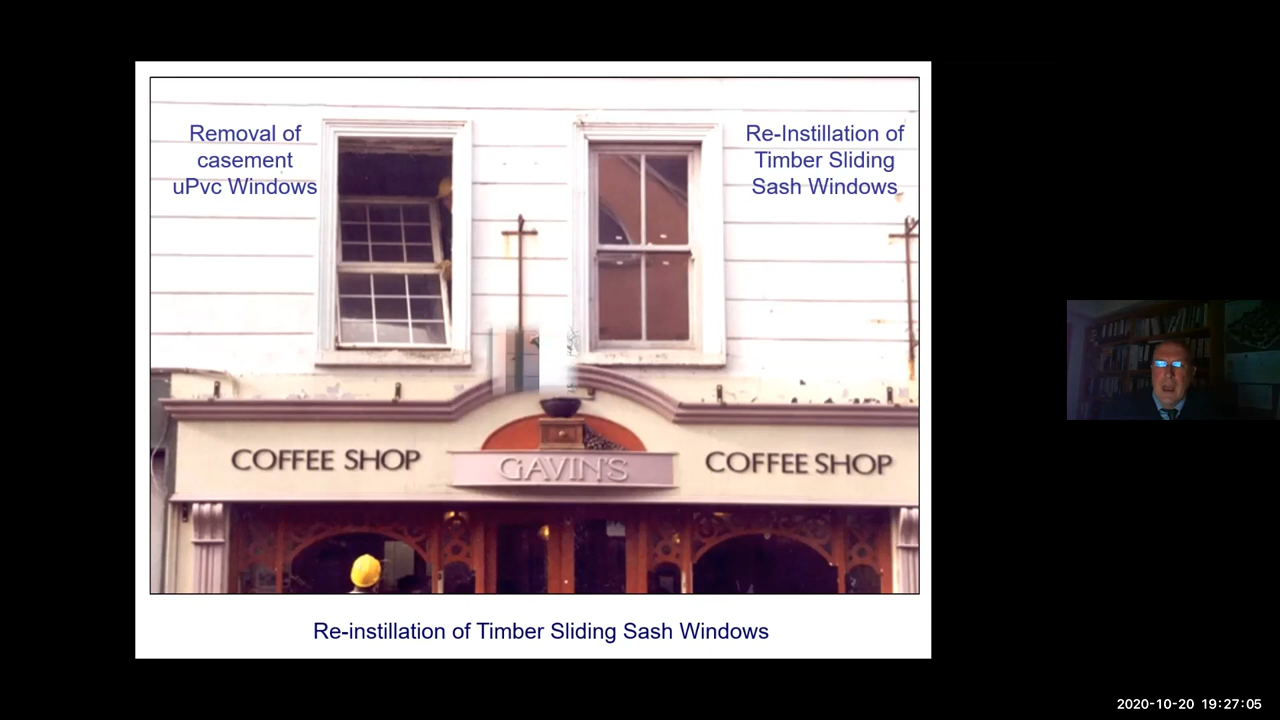 Removal of
casement
uPvc Windows
Re-Instillation of
Timber Sliding
Sash Windows
COFFEE SHOP
GAVIN'S
COFFEE SHOP
Re-instillation of Timber Sliding Sash Windows
2020-10-20 19:27:05